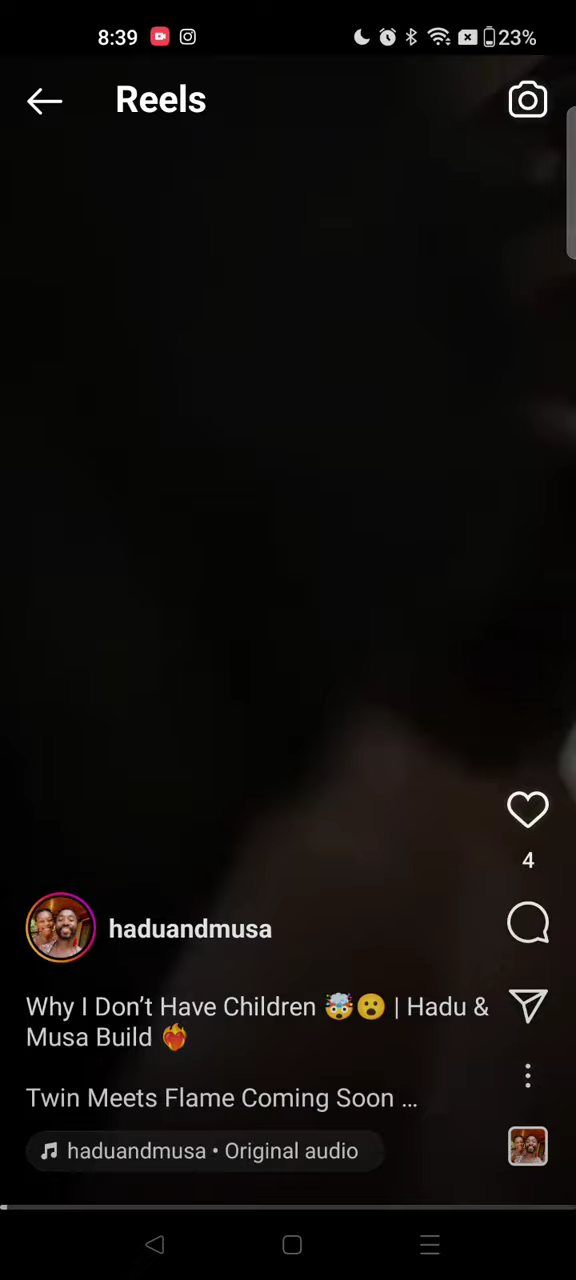 8:39 23%
Reels
4
haduandmusa
Why I Don’t Have Children 🤯😮 | Hadu &
Musa Build ❤️‍🔥
Twin Meets Flame Coming Soon ...
haduandmusa • Original audio